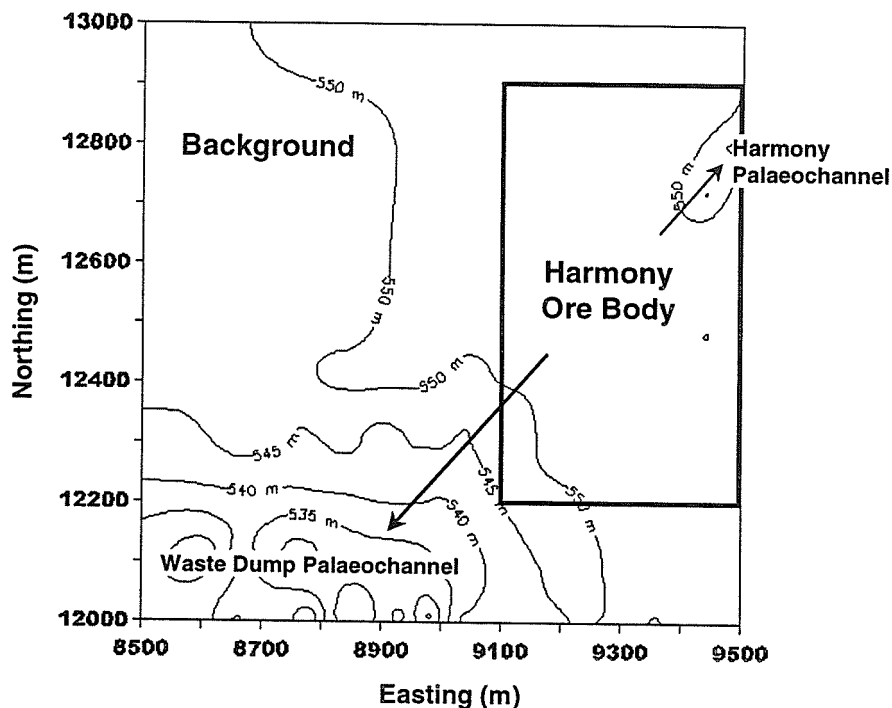 13000
550 m
Background
12800
Harmony
Palaeochannel
550 m
12600
Harmony
Ore Body
550 m
Northing (m)
12400
550 m
545 m
545 m
12200
540 m
550 m
535 m
540 m
Waste Dump Palaeochannel
12000
8500
8700
8900
9100
9300
9500
Easting (m)